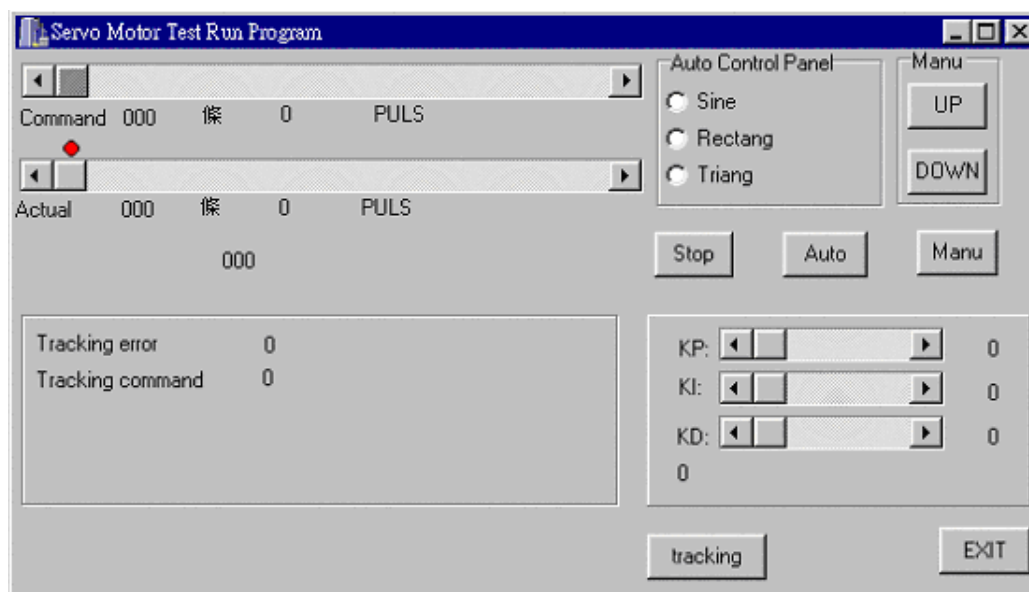 Servo Motor Test Run Program
Command 000 條 0 PULS
Actual 000 條 0 PULS
000
Auto Control Panel
Sine
Rectang
Triang
Manu
UP
DOWN
Stop Auto Manu
Tracking error 0
Tracking command 0
KP: 0
KI: 0
KD: 0
0
tracking
EXIT